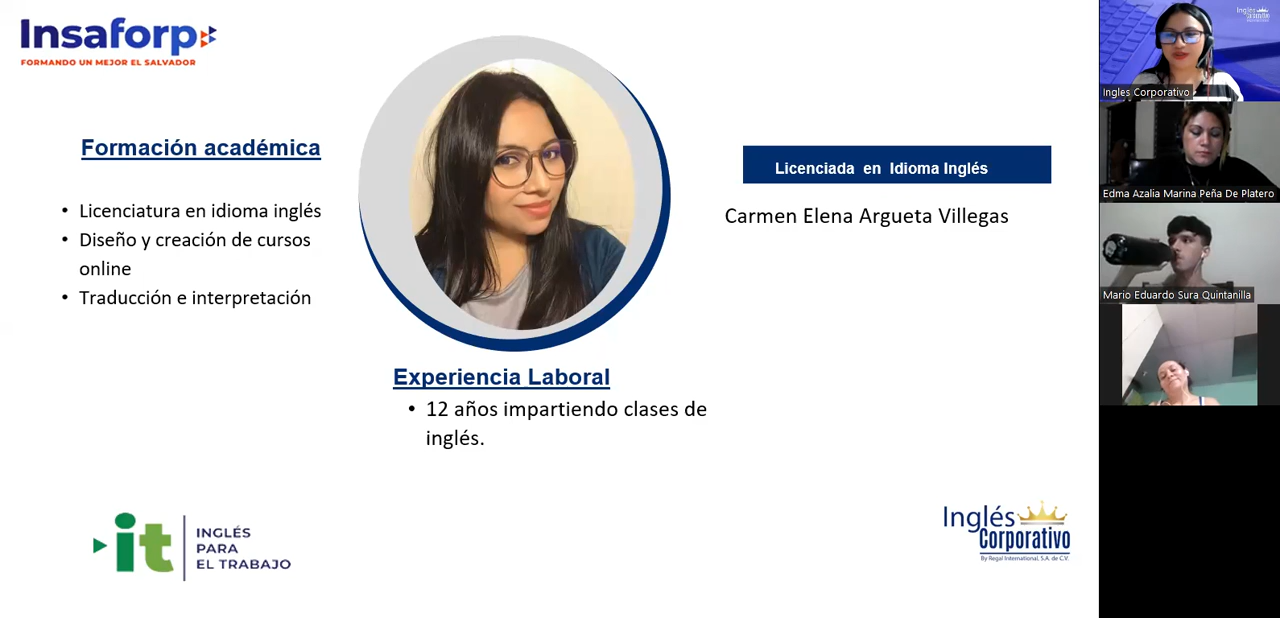 Insaforp
FORMANDO UN MEJOR EL SALVADOR
Formación académica
• Licenciatura en idioma inglés
• Diseño y creación de cursos
online
• Traducción e interpretación
Licenciada en Idioma Inglés
Carmen Elena Argueta Villegas
Experiencia Laboral
• 12 años impartiendo clases de
inglés.
it
INGLÉS
PARA
EL TRABAJO
Inglés
Corporativo
By Regal International, S.A. de C.V.
Ingles Corporativo
Edma Azalia Marina Peña De Platero
Mario Eduardo Sura Quintanilla